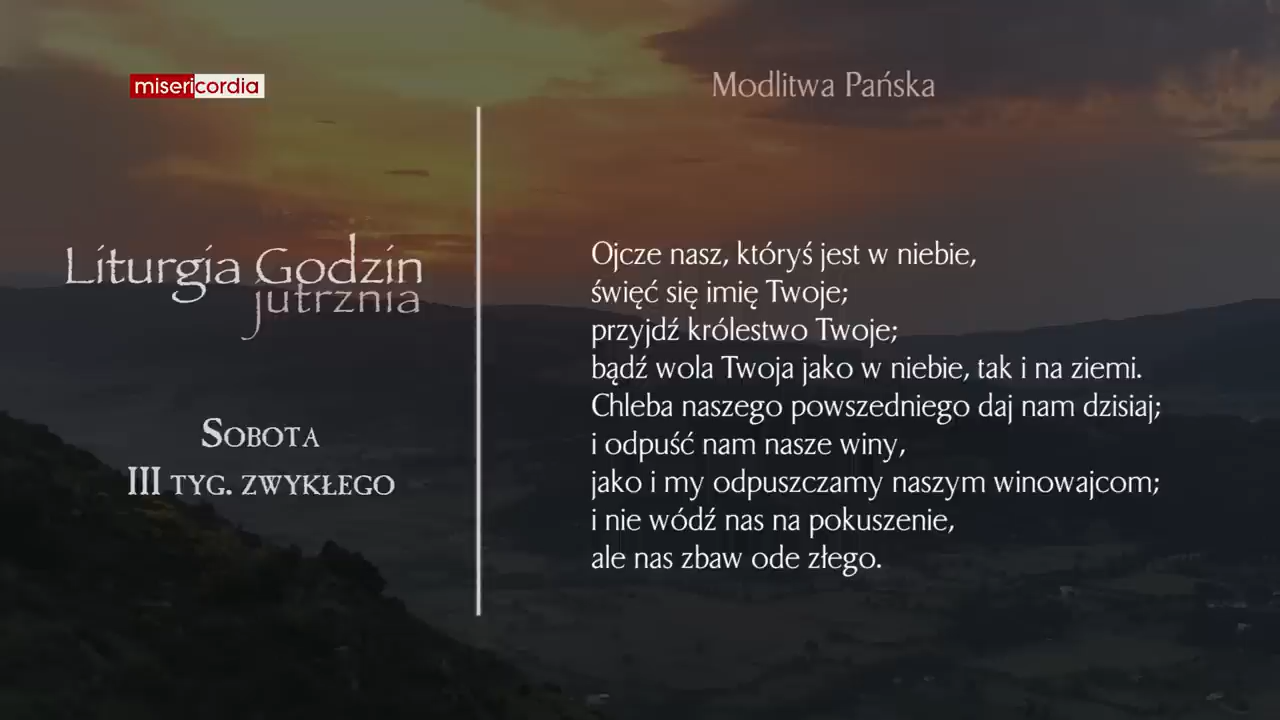 misericordia
Modlitwa Pańska
Liturgia Godzin
jutrznia
Sobota
III tyg. zwykłego
Ojcze nasz, któryś jest w niebie,
święć się imię Twoje;
przyjdź królestwo Twoje;
bądź wola Twoja jako w niebie, tak i na ziemi.
Chleba naszego powszedniego daj nam dzisiaj;
i odpuść nam nasze winy,
jako i my odpuszczamy naszym winowajcom;
i nie wódź nas na pokuszenie,
ale nas zbaw ode złego.